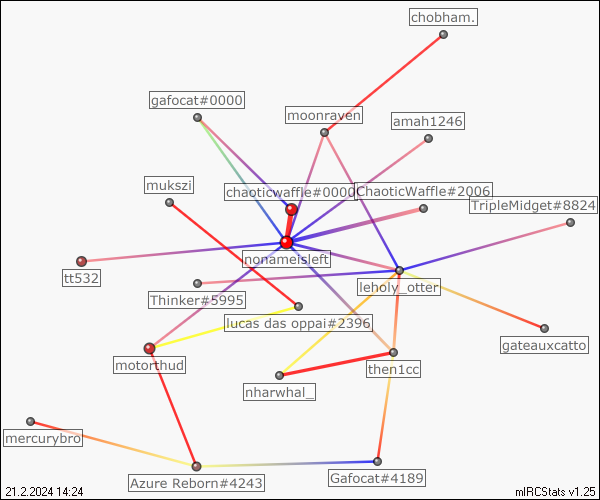 chobham.
gafocat#0000
moonraven
amah1246
mukszi
chaoticwaffle#0000
ChaoticWaffle#2006
TripleMidget#8824
nonameisleft
tt532
leholy_otter
Thinker#5995
lucas das oppai#2396
gateauxcatto
motorthud
then1cc
nharwhal_
mercurybro
Gafocat#4189
Azure Reborn#4243
21.2.2024 14:24
mIRCStats v1.25